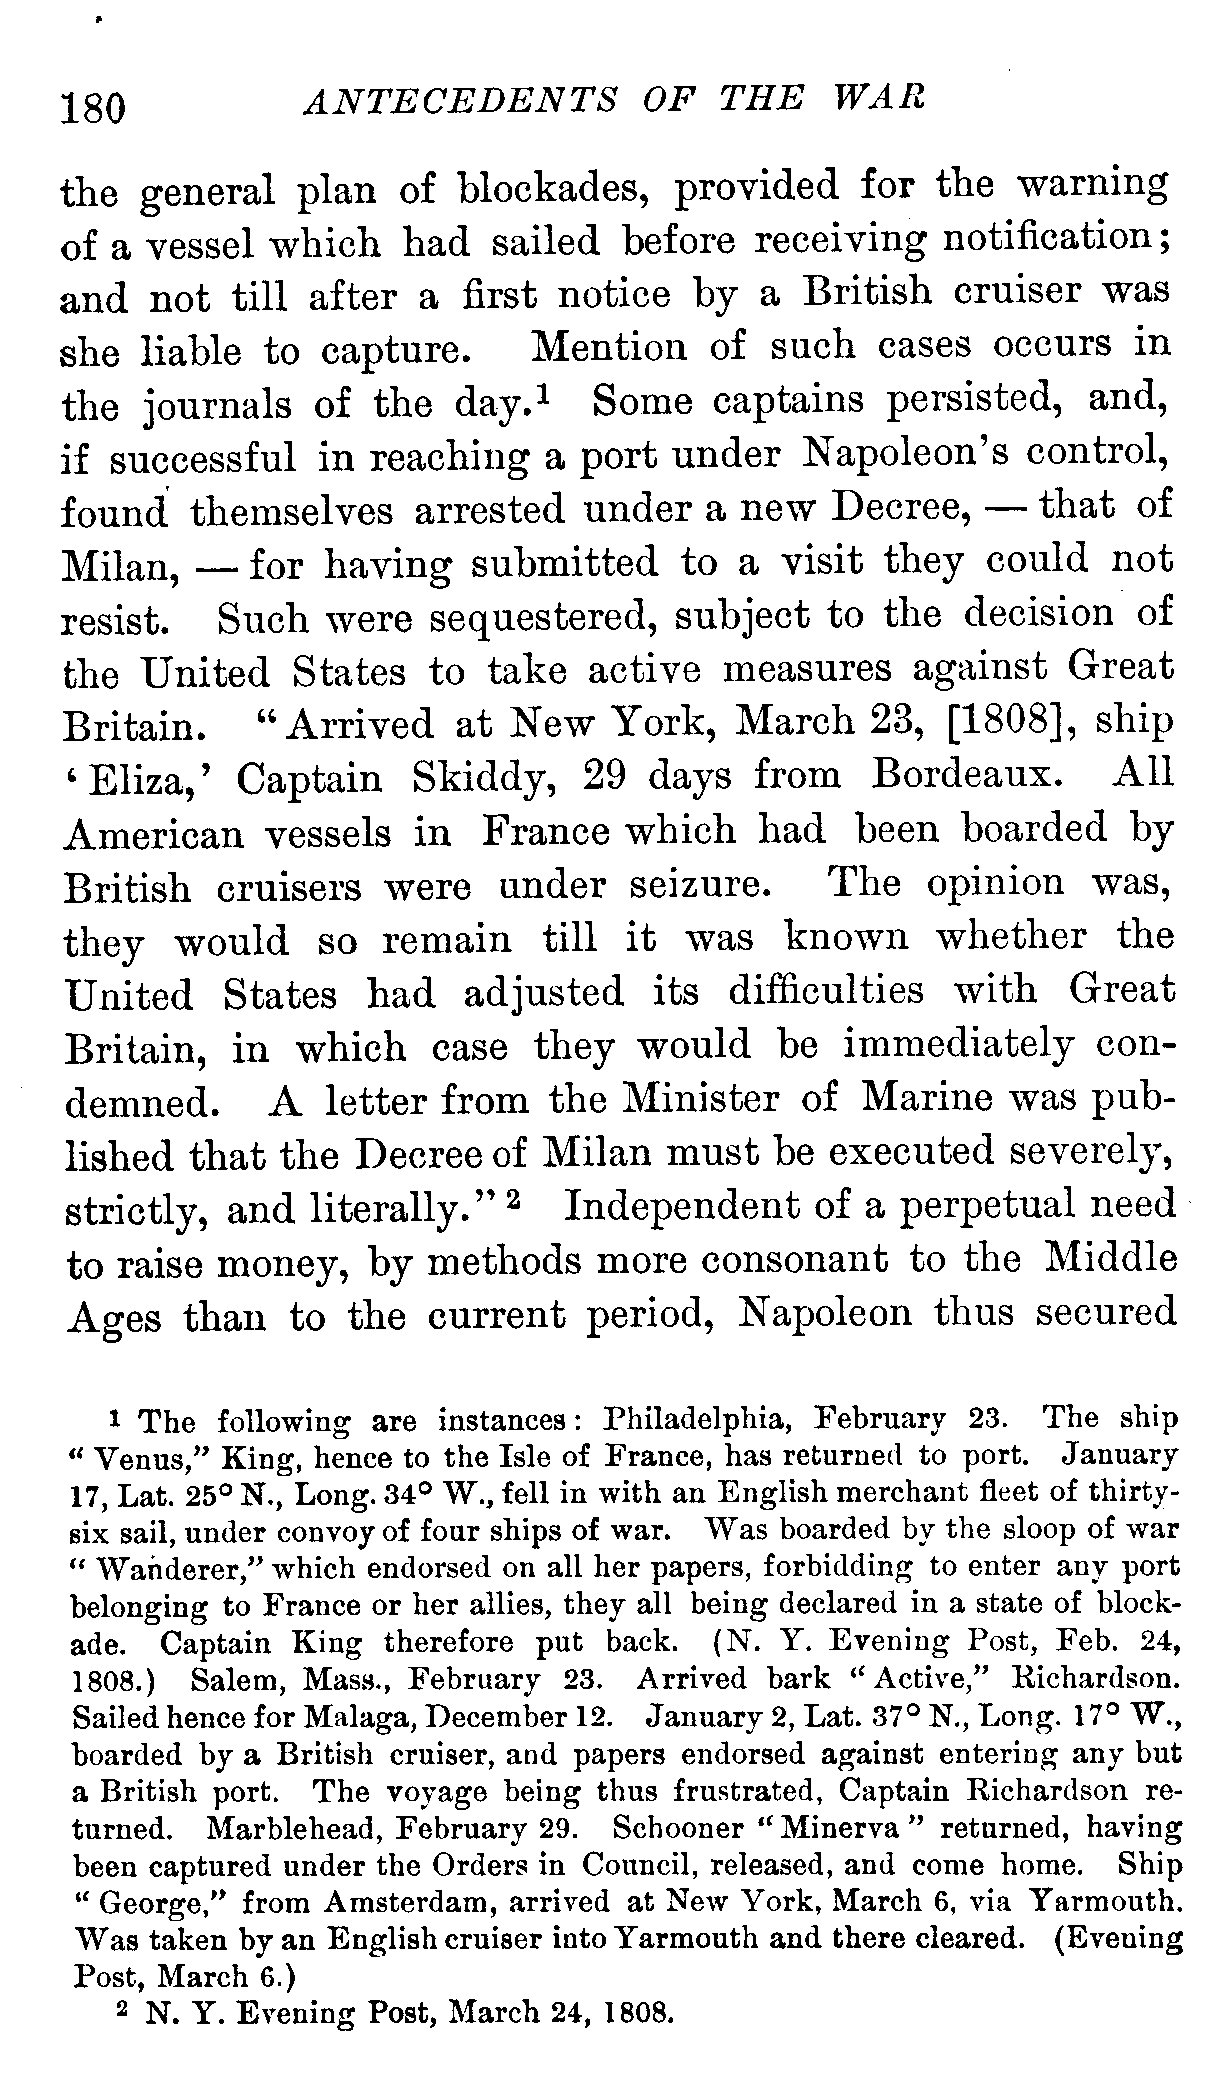 180 ANTECEDENTS OF THE WAR
the general plan of blockades, provided for the warning
of a vessel which had sailed before receiving notification;
and not till after a first notice by a British cruiser was
she liable to capture. Mention of such cases occurs in
the journals of the day.¹ Some captains persisted, and,
if successful in reaching a port under Napoleon's control,
found themselves arrested under a new Decree, — that of
Milan, — for having submitted to a visit they could not
resist. Such were sequestered, subject to the decision of
the United States to take active measures against Great
Britain. "Arrived at New York, March 23, [1808], ship
'Eliza,' Captain Skiddy, 29 days from Bordeaux. All
American vessels in France which had been boarded by
British cruisers were under seizure. The opinion was,
they would so remain till it was known whether the
United States had adjusted its difficulties with Great
Britain, in which case they would be immediately con-
demned. A letter from the Minister of Marine was pub-
lished that the Decree of Milan must be executed severely,
strictly, and literally." ² Independent of a perpetual need
to raise money, by methods more consonant to the Middle
Ages than to the current period, Napoleon thus secured
¹ The following are instances: Philadelphia, February 23. The ship
"Venus," King, hence to the Isle of France, has returned to port. January
17, Lat. 25° N., Long. 34° W., fell in with an English merchant fleet of thirty-
six sail, under convoy of four ships of war. Was boarded by the sloop of war
"Wanderer," which endorsed on all her papers, forbidding to enter any port
belonging to France or her allies, they all being declared in a state of block-
ade. Captain King therefore put back. (N. Y. Evening Post, Feb. 24,
1808.) Salem, Mass., February 23. Arrived bark "Active," Richardson.
Sailed hence for Malaga, December 12. January 2, Lat. 37° N., Long. 17° W.,
boarded by a British cruiser, and papers endorsed against entering any but
a British port. The voyage being thus frustrated, Captain Richardson re-
turned. Marblehead, February 29. Schooner "Minerva" returned, having
been captured under the Orders in Council, released, and come home. Ship
"George," from Amsterdam, arrived at New York, March 6, via Yarmouth.
Was taken by an English cruiser into Yarmouth and there cleared. (Evening
Post, March 6.)
² N. Y. Evening Post, March 24, 1808.